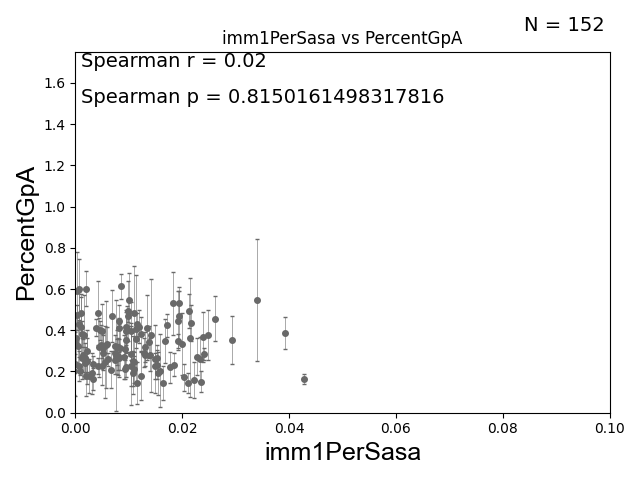 N = 152
imm1PerSasa vs PercentGpA
Spearman r = 0.02
Spearman p = 0.8150161498317816
PercentGpA
1.6
1.4
1.2
1.0
0.8
0.6
0.4
0.2
0.0
0.00 0.02 0.04 0.06 0.08 0.10
imm1PerSasa